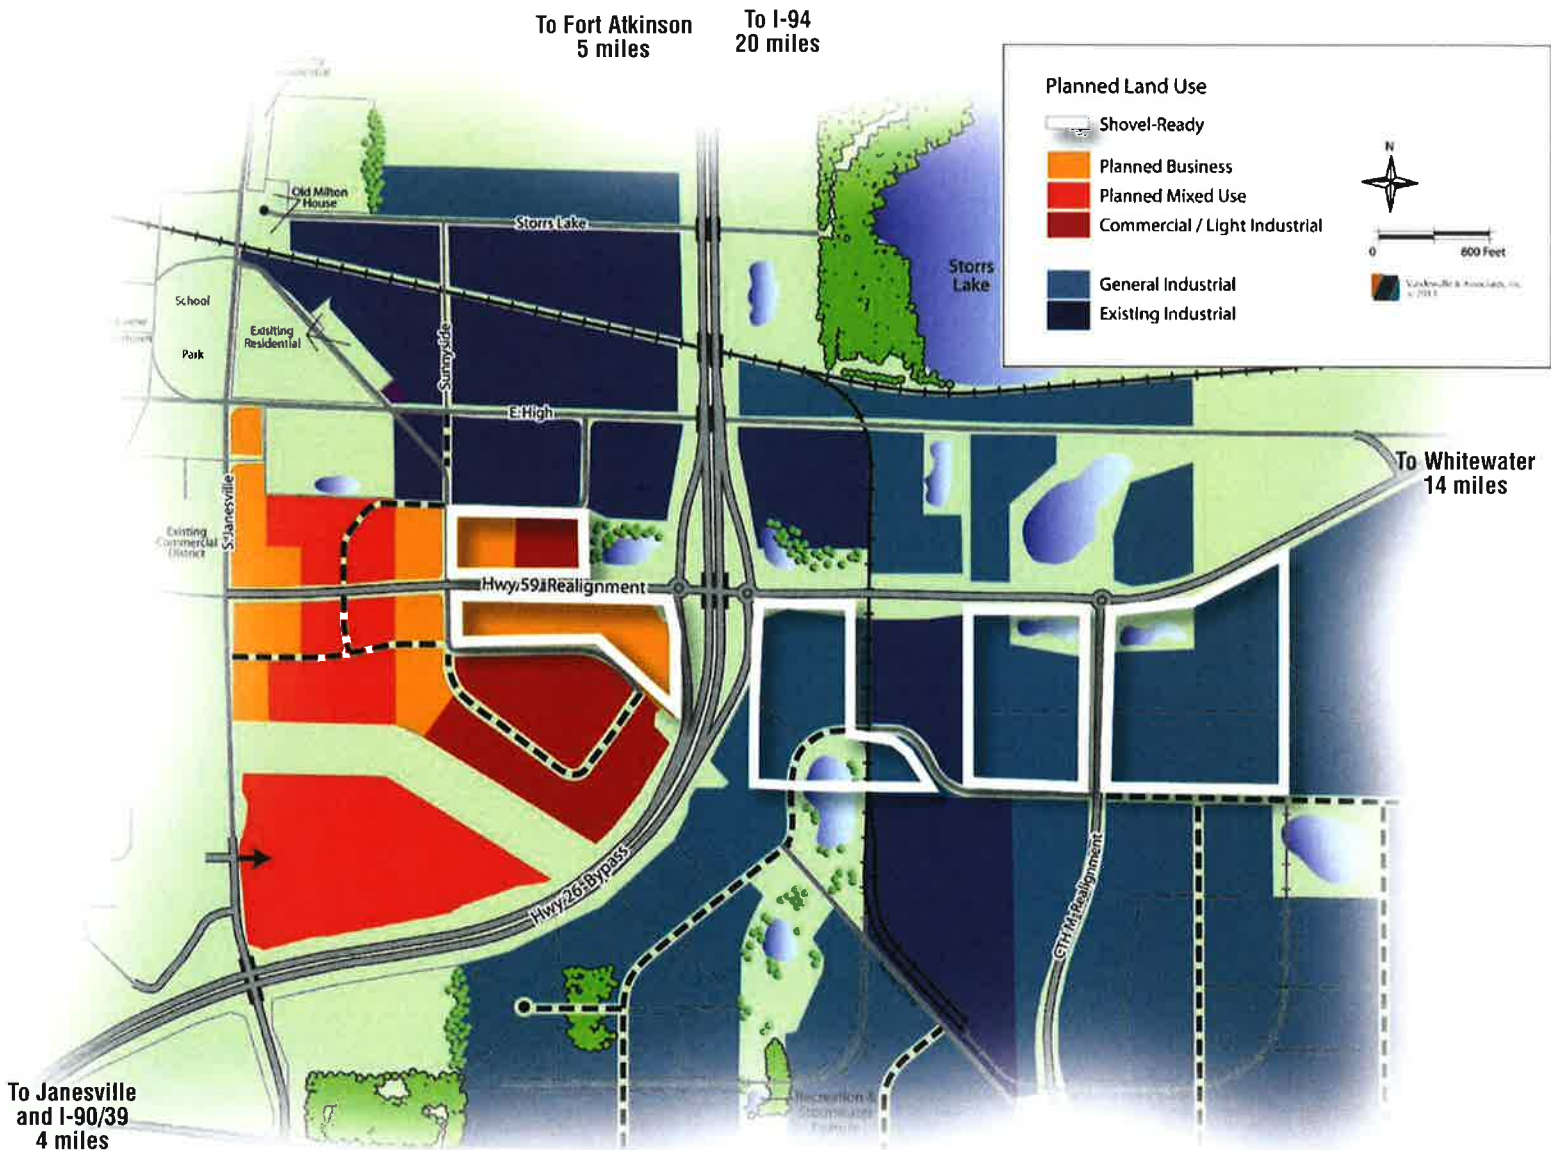 To Fort Atkinson
5 miles
To I-94
20 miles
Planned Land Use
Shovel-Ready
Planned Business
Planned Mixed Use
Commercial / Light Industrial
General Industrial
Existing Industrial
N
0
600 Feet
Old Milton
House
Storrs Lake
Storrs
Lake
School
Park
Existing
Residential
Sunnyside
E. High
To Whitewater
14 miles
S. Janesville
Existing
Commercial
District
Hwy 59 Realignment
Hwy 26 Bypass
CTH M Realignment
Recreation &
Stormwater
To Janesville
and I-90/39
4 miles